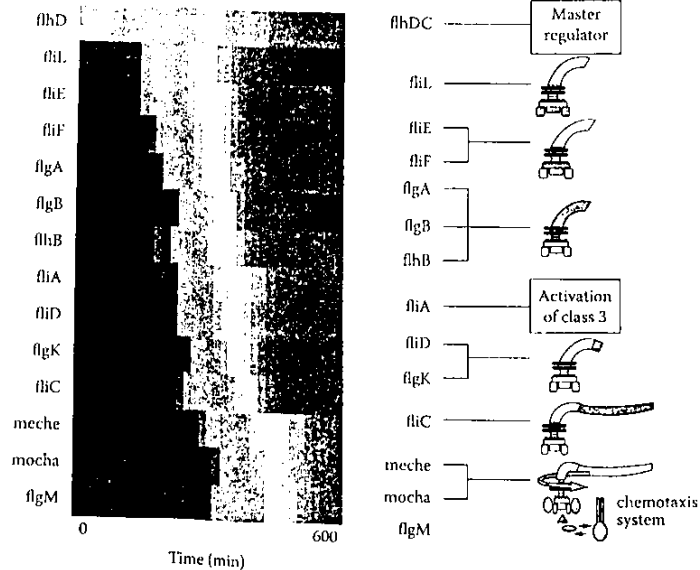 flhD
fliL
fliE
fliF
flgA
flgB
flhB
fliA
fliD
flgK
fliC
meche
mocha
flgM
0
600
Time (min)
flhDC
Master
regulator
fliL
fliE
fliF
flgA
flgB
flhB
fliA
Activation
of class 3
fliD
flgK
fliC
meche
mocha
flgM
chemotaxis
system